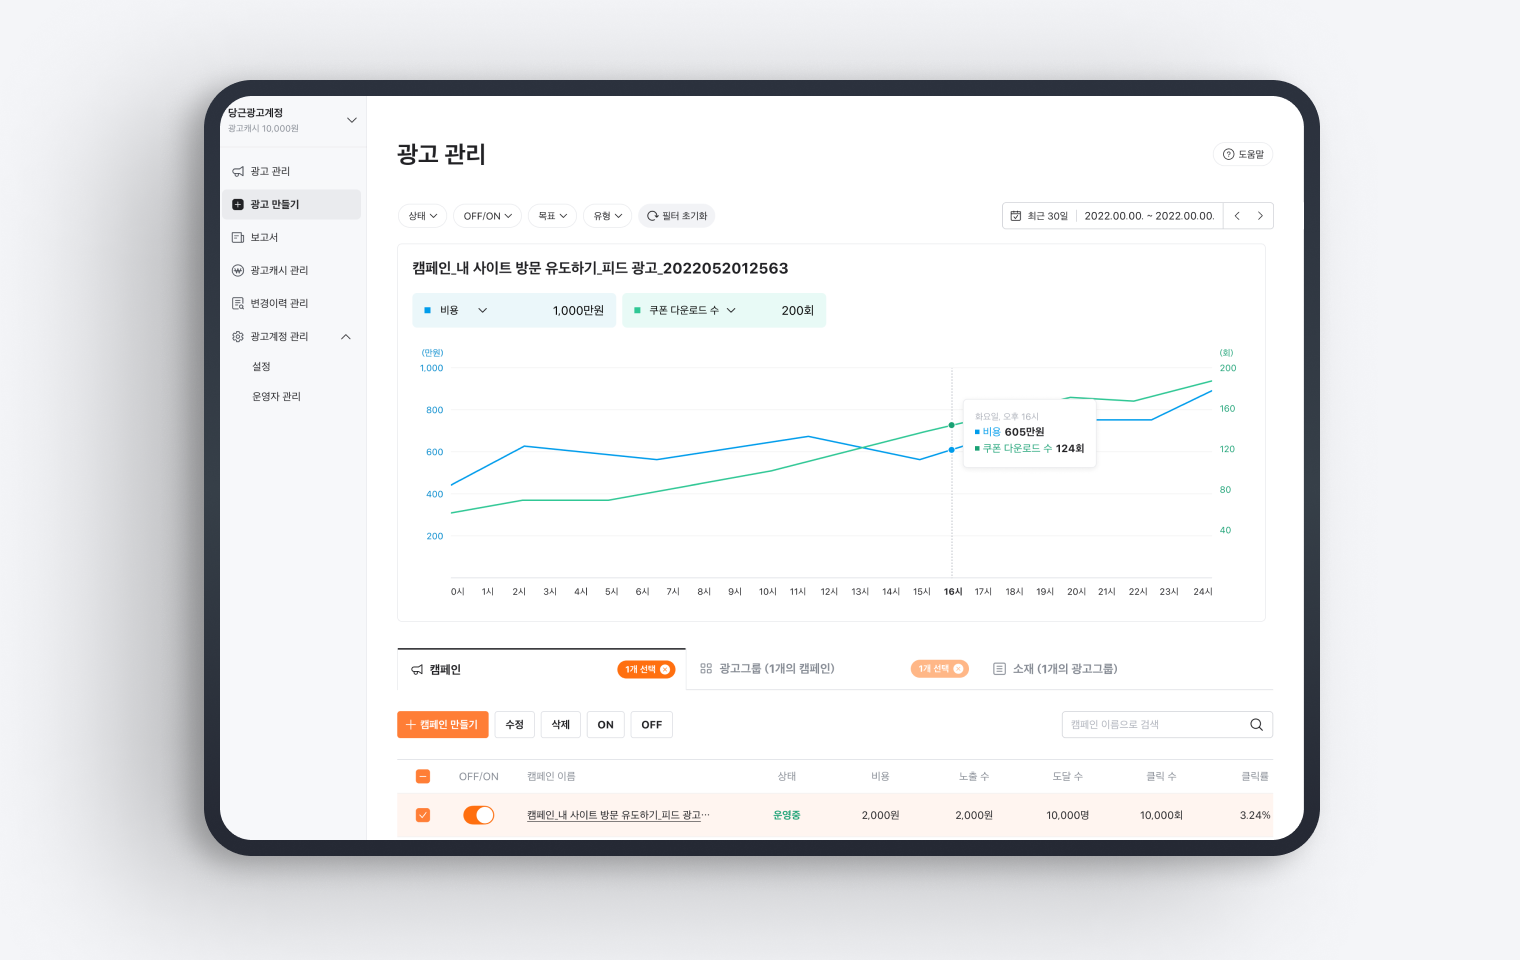 당근광고계정
광고캐시 10,000원
광고 관리
광고 만들기
보고서
광고캐시 관리
변경이력 관리
광고계정 관리
설정
운영자 관리
광고 관리
도움말
상태
OFF/ON
목표
유형
필터 초기화
최근 30일
2022.00.00. ~ 2022.00.00.
캠페인_내 사이트 방문 유도하기_피드 광고_2022052012563
비용 1,000만원
쿠폰 다운로드 수 200회
(만원)
1.000
800
600
400
200
(회)
200
160
120
80
40
화요일, 오후 16시
비용 605만원
쿠폰 다운로드 수 124회
0시 1시 2시 3시 4시 5시 6시 7시 8시 9시 10시 11시 12시 13시 14시 15시 16시 17시 18시 19시 20시 21시 22시 23시 24시
캠페인
1개 선택
광고그룹 (1개의 캠페인)
1개 선택
소재 (1개의 광고그룹)
캠페인 만들기
수정
삭제
ON
OFF
캠페인 이름으로 검색
OFF/ON 캠페인 이름 상태 비용 노출 수 도달 수 클릭 수 클릭률
캠페인_내 사이트 방문 유도하기_피드 광고... 운영중 2,000원 2,000원 10,000명 10,000회 3.24%